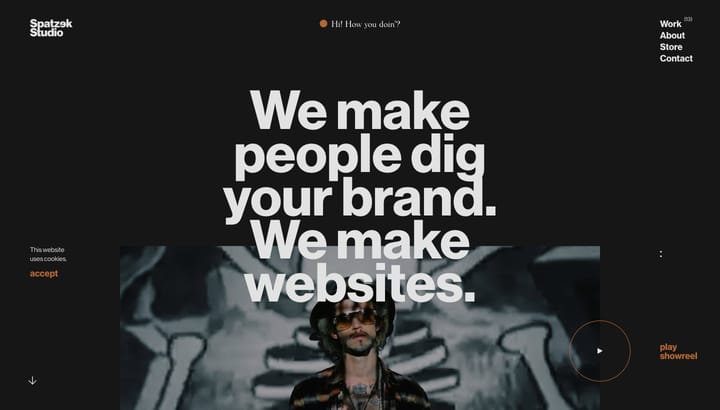 Spatzek
Studio
Hi! How you doin'?
Work (13)
About
Store
Contact
We make
people dig
your brand.
We make
websites.
This website
uses cookies.
accept
:
play
showreel